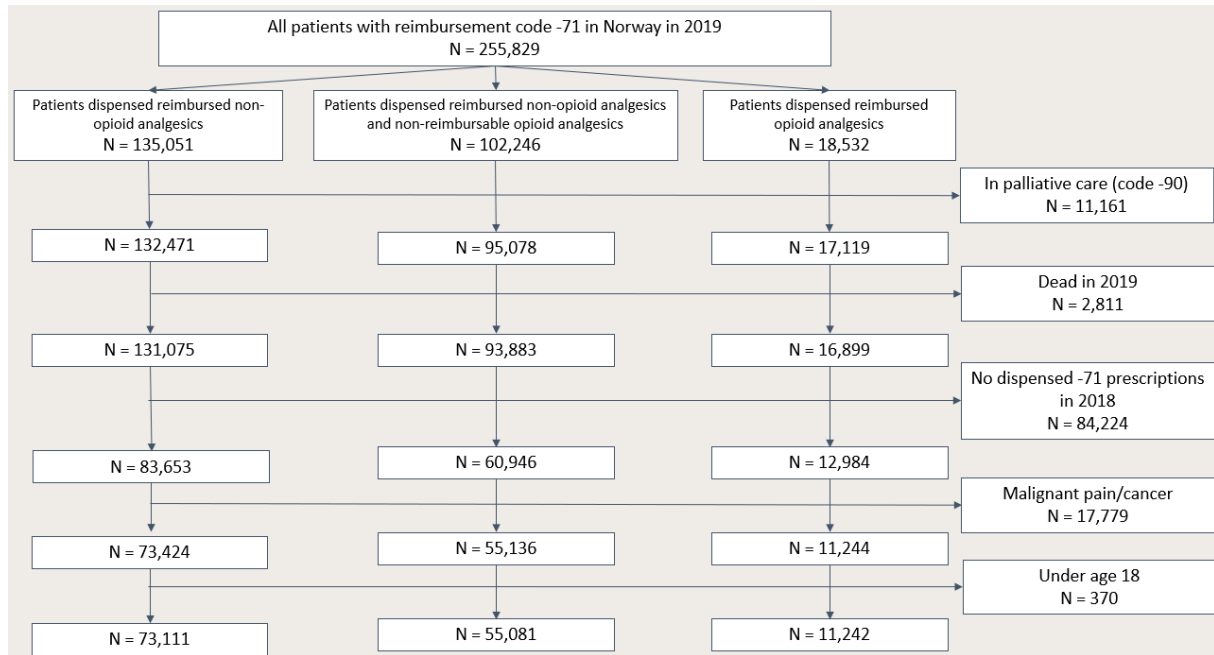 All patients with reimbursement code -71 in Norway in 2019
N = 255,829
Patients dispensed reimbursed non-
opioid analgesics
N = 135,051
Patients dispensed reimbursed non-opioid analgesics
and non-reimbursable opioid analgesics
N = 102,246
Patients dispensed reimbursed
opioid analgesics
N = 18,532
In palliative care (code -90)
N = 11,161
N = 132,471
N = 95,078
N = 17,119
Dead in 2019
N = 2,811
N = 131,075
N = 93,883
N = 16,899
No dispensed -71 prescriptions
in 2018
N = 84,224
N = 83,653
N = 60,946
N = 12,984
Malignant pain/cancer
N = 17,779
N = 73,424
N = 55,136
N = 11,244
Under age 18
N = 370
N = 73,111
N = 55,081
N = 11,242